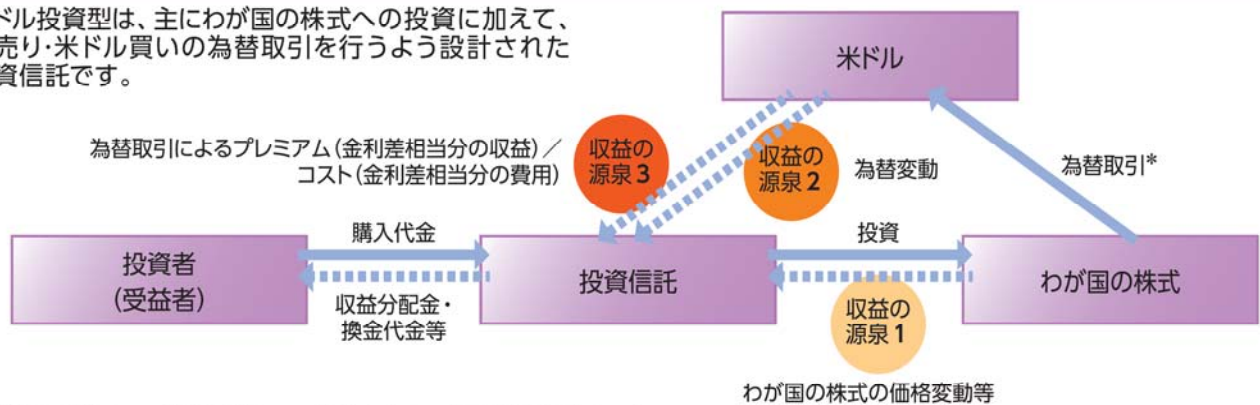 ドル投資型は、主にわが国の株式への投資に加えて、
売り・米ドル買いの為替取引を行うよう設計された
資信託です。
米ドル
為替取引によるプレミアム(金利差相当分の収益)/
コスト(金利差相当分の費用)
収益の
源泉3
収益の
源泉2
為替変動
為替取引*
投資者
(受益者)
購入代金
収益分配金・
換金代金等
投資信託
投資
収益の
源泉1
わが国の株式の価格変動等
わが国の株式